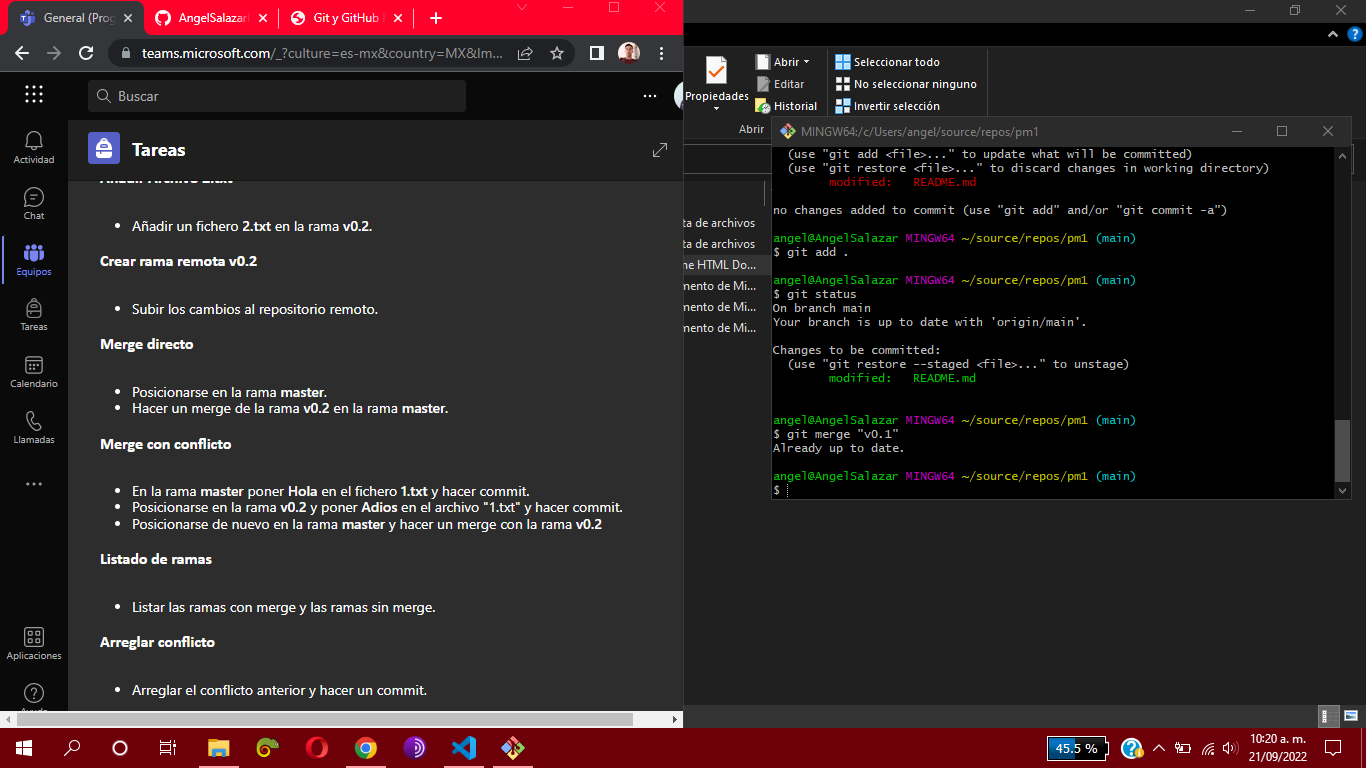 General (Prog
AngelSalazar
Git y GitHub
teams.microsoft.com/_?culture=es-mx&country=MX&lm...
Buscar
Actividad
Chat
Equipos
Tareas
Calendario
Llamadas
Aplicaciones
Ayuda
Tareas
Añadir un fichero 2.txt en la rama v0.2.
Crear rama remota v0.2
Subir los cambios al repositorio remoto.
Merge directo
Posicionarse en la rama master.
Hacer un merge de la rama v0.2 en la rama master.
Merge con conflicto
En la rama master poner Hola en el fichero 1.txt y hacer commit.
Posicionarse en la rama v0.2 y poner Adios en el archivo "1.txt" y hacer commit.
Posicionarse de nuevo en la rama master y hacer un merge con la rama v0.2
Listado de ramas
Listar las ramas con merge y las ramas sin merge.
Arreglar conflicto
Arreglar el conflicto anterior y hacer un commit.
Propiedades
Abrir
Editar
Historial
Abrir
Seleccionar todo
No seleccionar ninguno
Invertir selección
ta de archivos
ta de archivos
ne HTML Do...
mento de Mi...
mento de Mi...
mento de Mi...
MINGW64:/c/Users/angel/source/repos/pm1
(use "git add <file>..." to update what will be committed)
(use "git restore <file>..." to discard changes in working directory)
modified:   README.md
no changes added to commit (use "git add" and/or "git commit -a")
angel@AngelSalazar MINGW64 ~/source/repos/pm1 (main)
$ git add .
angel@AngelSalazar MINGW64 ~/source/repos/pm1 (main)
$ git status
On branch main
Your branch is up to date with 'origin/main'.
Changes to be committed:
(use "git restore --staged <file>..." to unstage)
modified:   README.md
angel@AngelSalazar MINGW64 ~/source/repos/pm1 (main)
$ git merge "v0.1"
Already up to date.
angel@AngelSalazar MINGW64 ~/source/repos/pm1 (main)
$
45.5 %
10:20 a. m.
21/09/2022